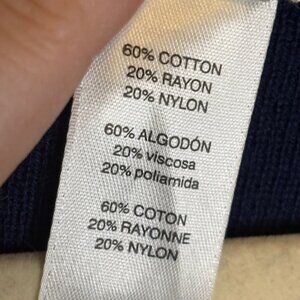 60% COTTON
20% RAYON
20% NYLON
60% ALGODÓN
20% viscosa
20% poliamida
60% COTON
20% RAYONNE
20% NYLON